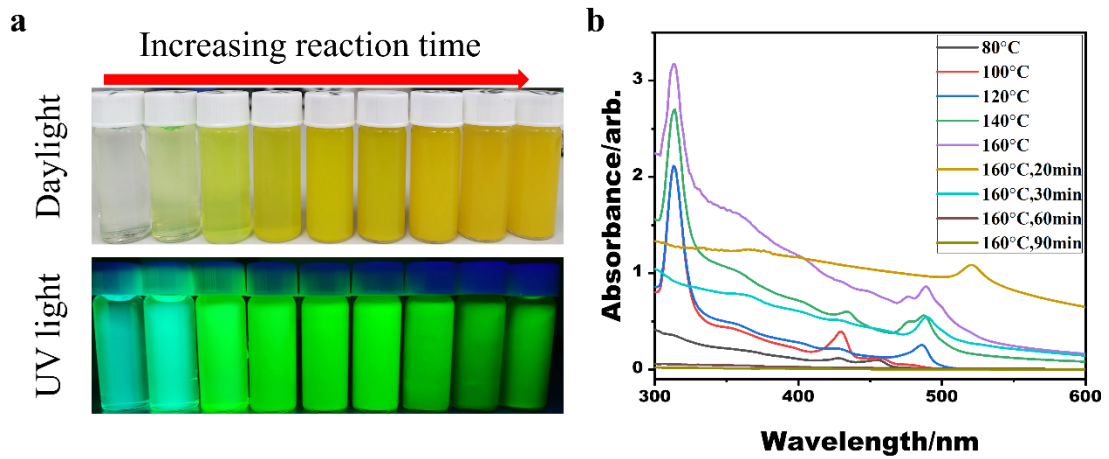 a
Increasing reaction time
Daylight
UV light
b
Absorbance/arb.
3
2
1
0
300
400
500
600
Wavelength/nm
80°C
100°C
120°C
140°C
160°C
160°C,20min
160°C,30min
160°C,60min
160°C,90min